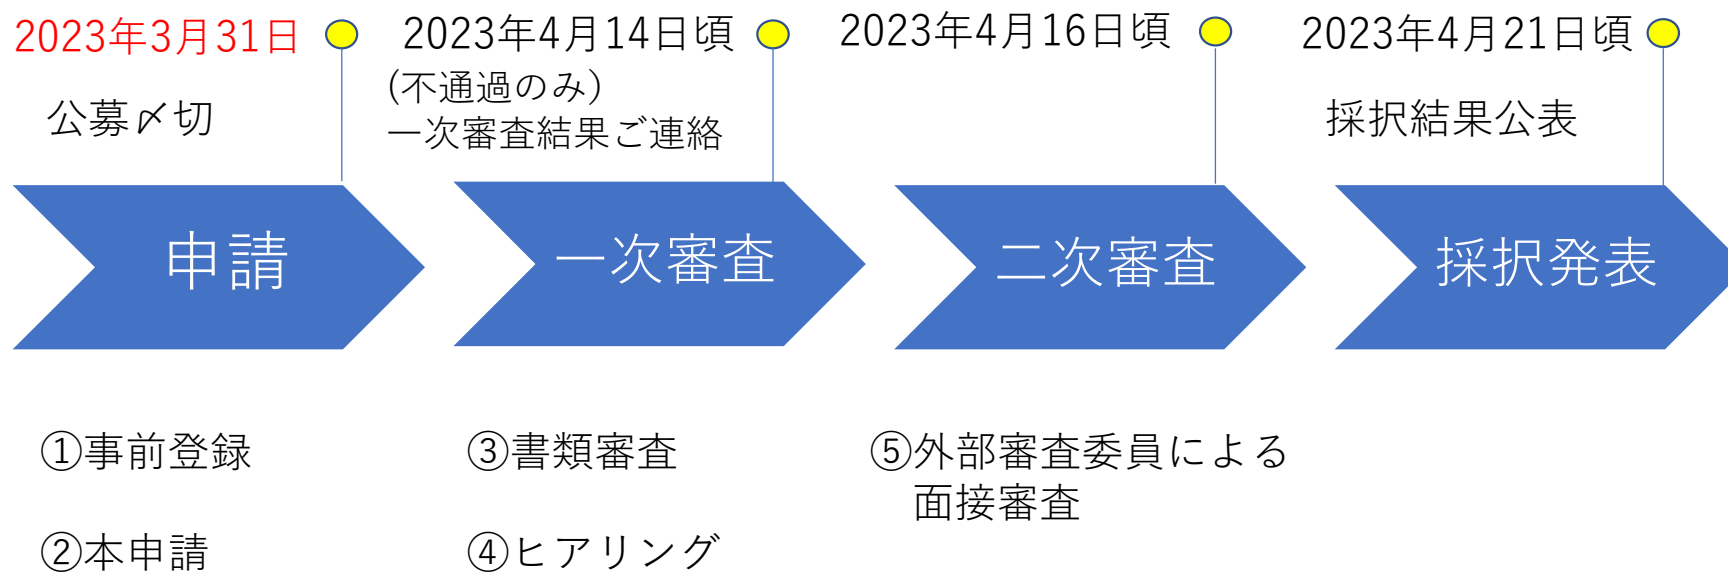 2023年3月31日
公募〆切
2023年4月14日頃
(不通過のみ)
一次審査結果ご連絡
2023年4月16日頃
2023年4月21日頃
採択結果公表
申請
一次審査
二次審査
採択発表
①事前登録
②本申請
③書類審査
④ヒアリング
⑤外部審査委員による
面接審査